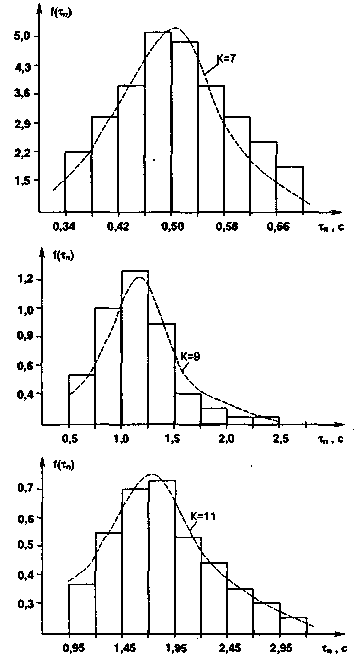 f(τп)
5,0
4,3
3,6
2,9
2,2
1,5
K=7
0,34 0,42 0,50 0,58 0,66 τп , с
f(τп)
1,2
1,0
0,9
0,6
0,4
K=9
0,5 1,0 1,5 2,0 2,5 τп , с
f(τп)
0,7
0,6
0,5
0,4
0,3
K=11
0,95 1,45 1,95 2,45 2,95 τп , с